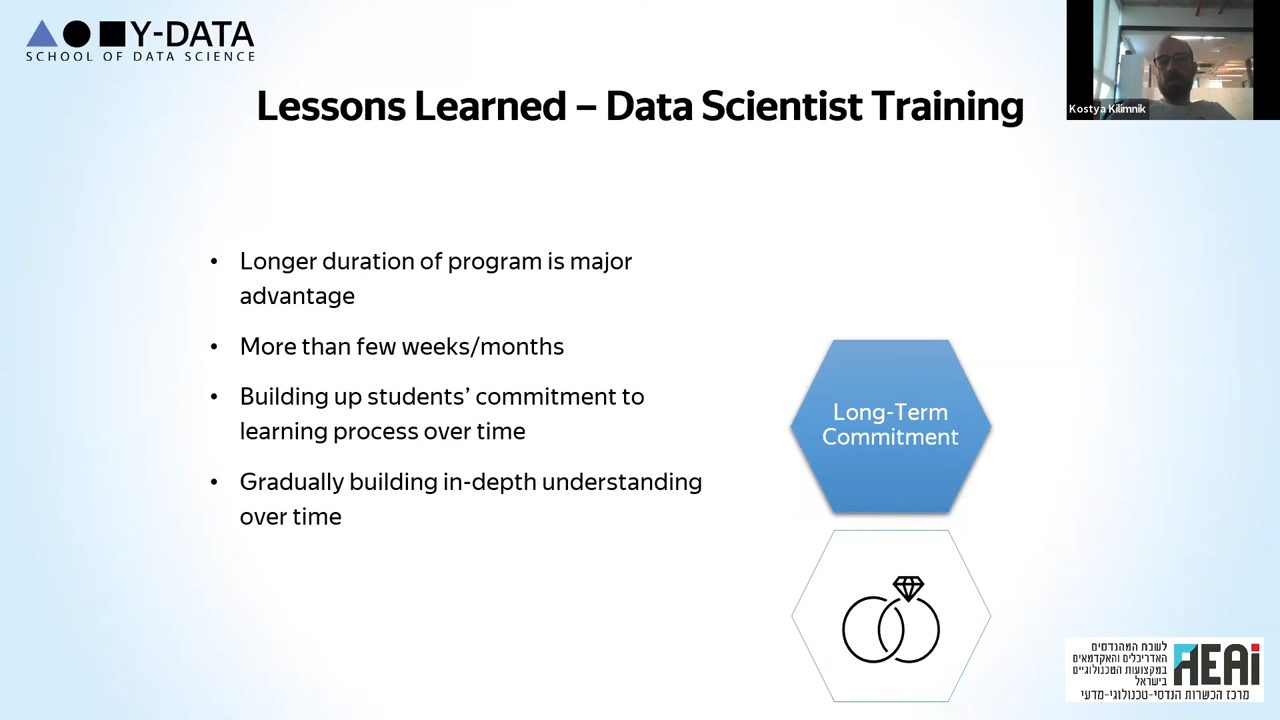 Y-DATA
SCHOOL OF DATA SCIENCE
Lessons Learned – Data Scientist Training
Kostya Kilimnik
• Longer duration of program is major
advantage
• More than few weeks/months
• Building up students’ commitment to
learning process over time
• Gradually building in-depth understanding
over time
Long-Term
Commitment
לשכת המהנדסים
האדריכלים והאקדמאים
במקצועות הטכנולוגיים
בישראל
AEAi
מרכז הכשרות הנדסי-טכנולוגי-מדעי